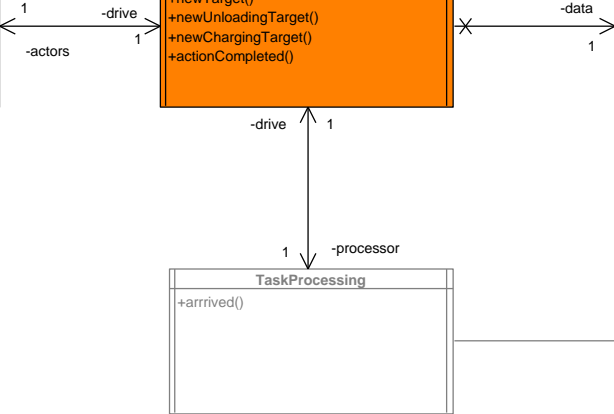 +newTarget()
1 -drive -data
+newUnloadingTarget()
+newChargingTarget()
-actors 1 1
+actionCompleted()
-drive 1
1 -processor
TaskProcessing
+arrrived()